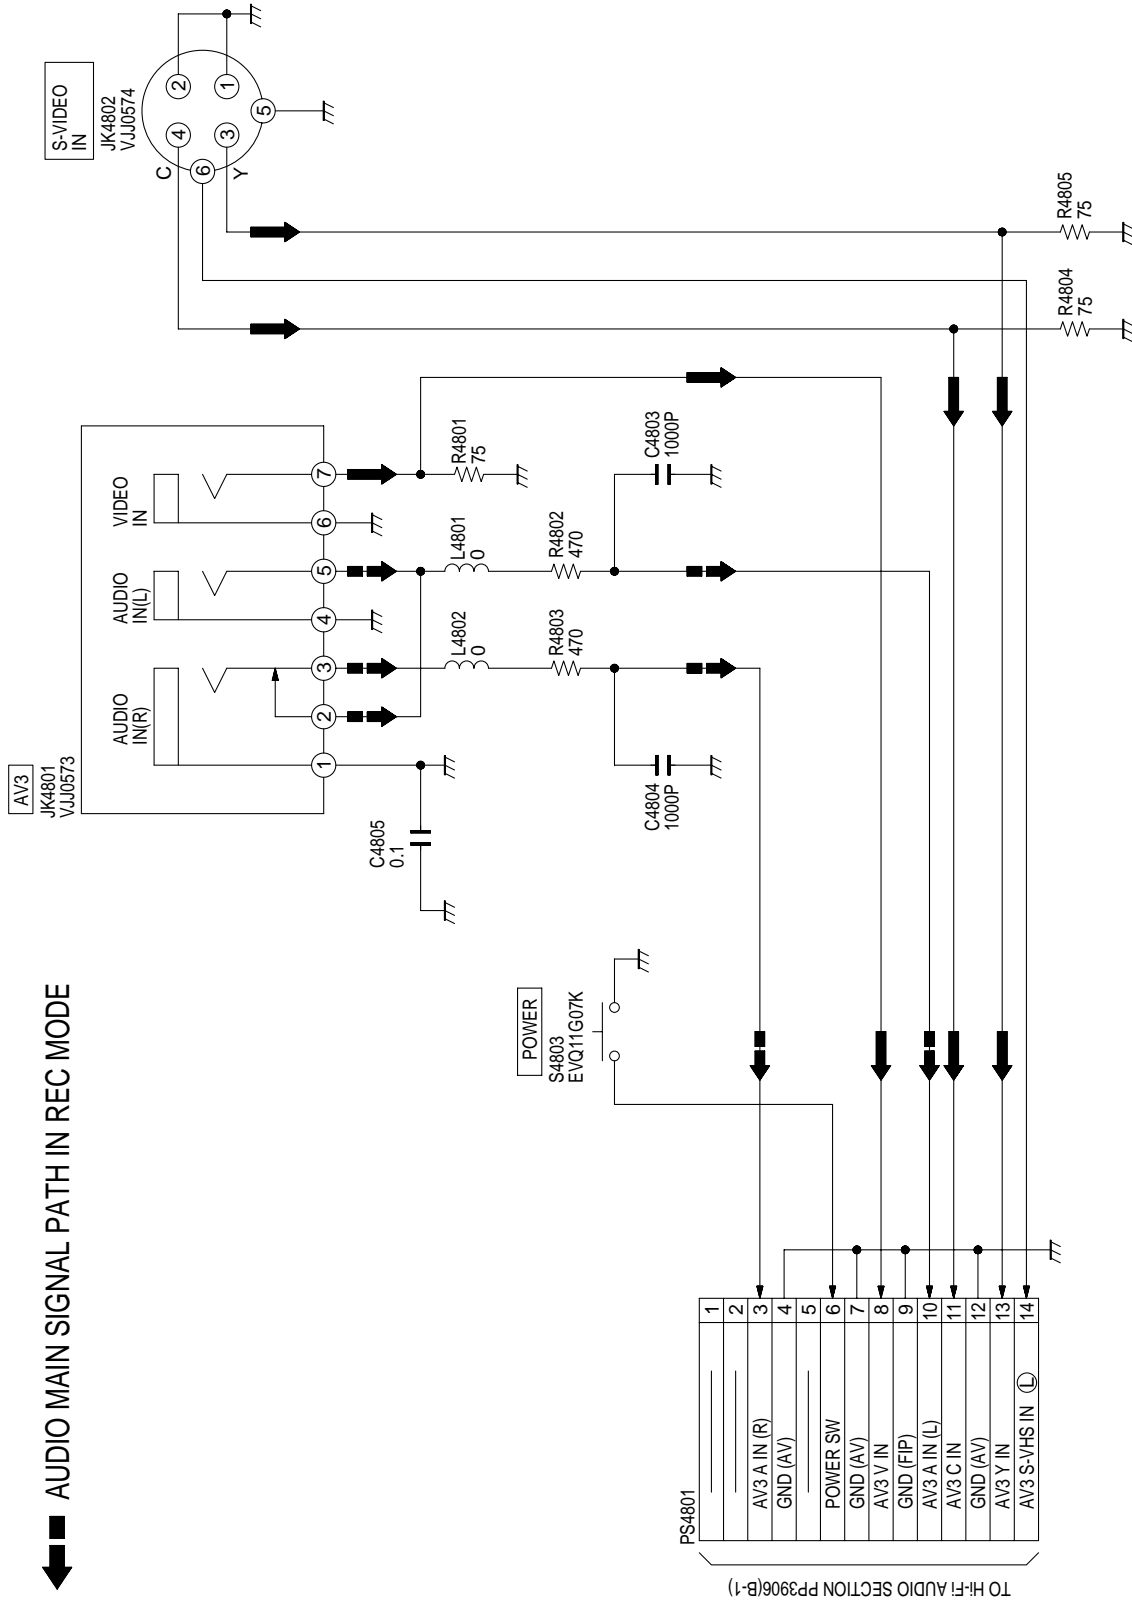 AUDIO MAIN SIGNAL PATH IN REC MODE
AV3
JK4801
VJJ0573
AUDIO
IN(R)
AUDIO
IN(L)
VIDEO
IN
1
2
3
4
5
6
7
S-VIDEO
IN
JK4802
VJJ0574
C
Y
4
2
6
3
1
5
C4805
0.1
L4802
0
L4801
0
R4801
75
R4803
470
R4802
470
C4804
1000P
C4803
1000P
R4804
75
R4805
75
POWER
S4803
EVQ11G07K
PS4801
1
2
AV3 A IN (R) 3
GND (AV) 4
5
POWER SW 6
GND (AV) 7
AV3 V IN 8
GND (FIP) 9
AV3 A IN (L) 10
AV3 C IN 11
GND (AV) 12
AV3 Y IN 13
AV3 S-VHS IN L 14
TO Hi-Fi AUDIO SECTION PP3906(B-1)